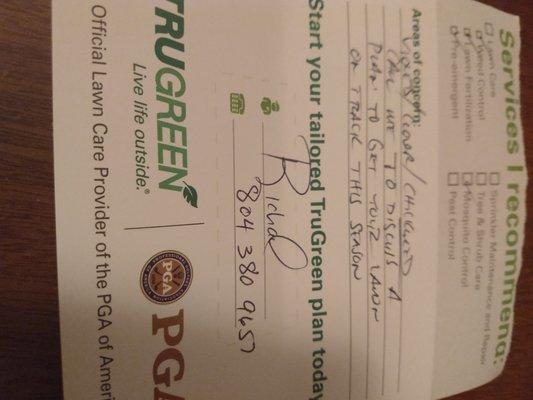 Services I recommend:
Lawn Care
Weed Control
Lawn Fertilization
Pre-emergent
Sprinkler Maintenance and Repair
Tree & Shrub Care
Mosquito Control
Pest Control
Areas of concern:
CLOVER/CHICKWEED
CALL ME TO DISCUSS A
PLAN TO GET YOUR LAWN
ON TRACK THIS SEASON
Start your tailored TruGreen plan today
Richard
804 380 9657
TRUGREEN
Live life outside.®
PGA
PGA
Official Lawn Care Provider of the PGA of Ameri